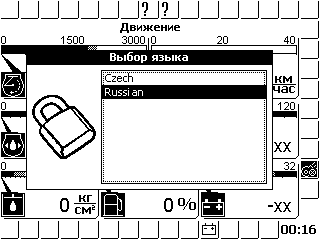 ? ?
Движение
0 1500 3000 0 20 40
Выбор языка
Czech
Russian
км
час
120
xx
32
0 кг
см² 0 % -xx
00:16